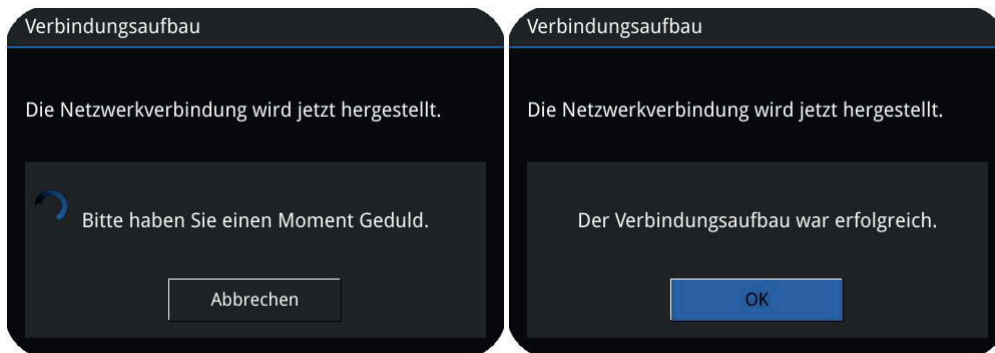 Verbindungsaufbau
Die Netzwerkverbindung wird jetzt hergestellt.
Bitte haben Sie einen Moment Geduld.
Abbrechen
Verbindungsaufbau
Die Netzwerkverbindung wird jetzt hergestellt.
Der Verbindungsaufbau war erfolgreich.
OK